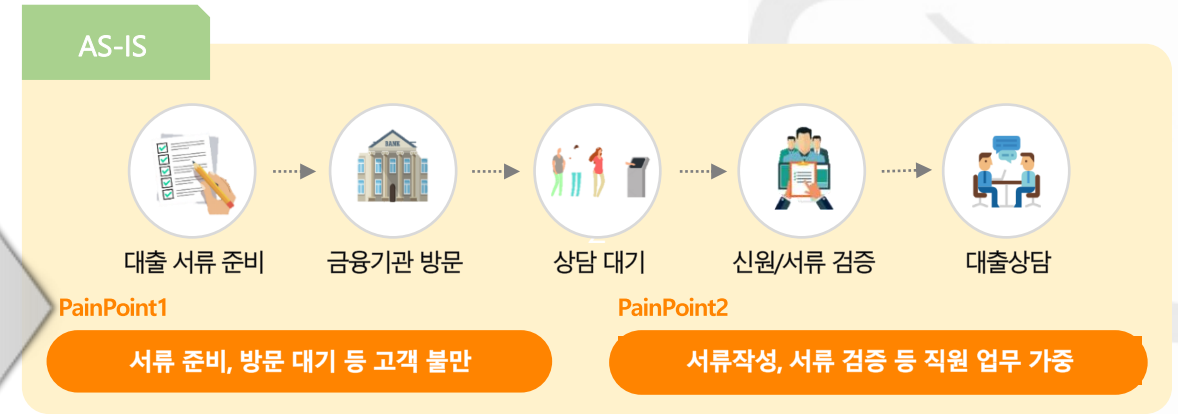 AS-IS
BANK
대출 서류 준비
금융기관 방문
상담 대기
신원/서류 검증
대출상담
PainPoint1
PainPoint2
서류 준비, 방문 대기 등 고객 불만
서류작성, 서류 검증 등 직원 업무 가중